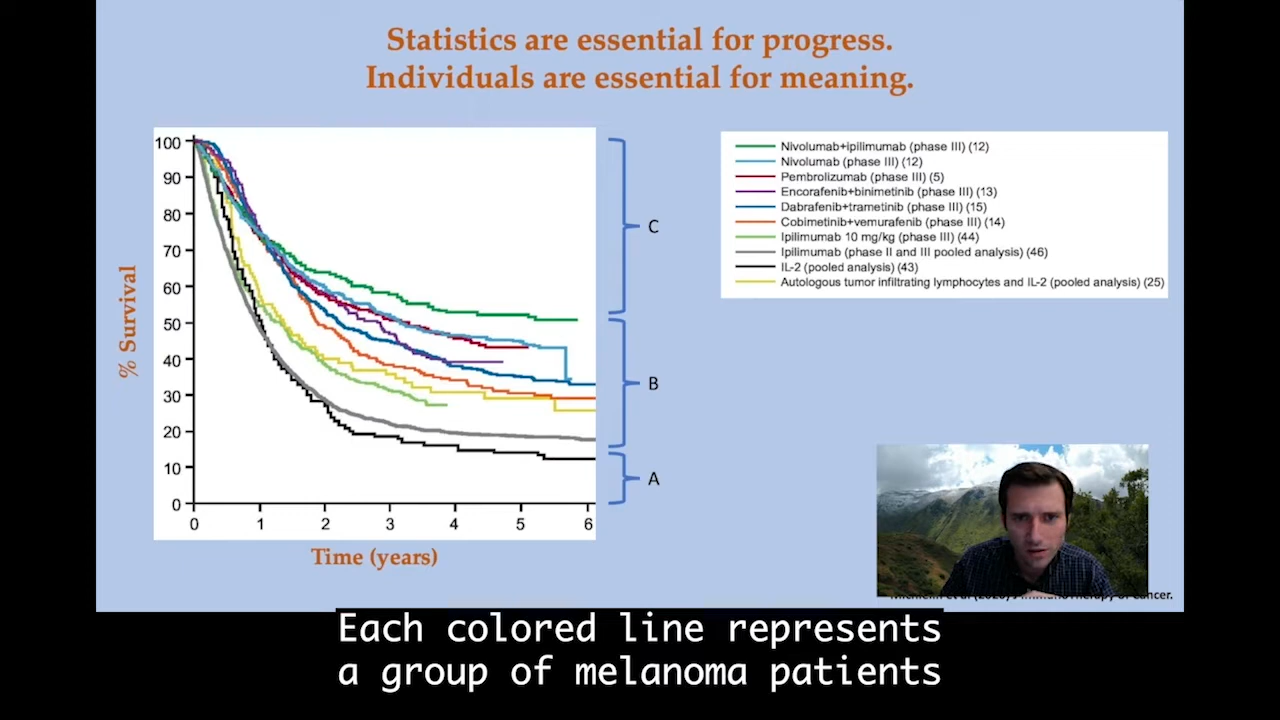 Statistics are essential for progress.
Individuals are essential for meaning.
100
90
80
70
60
50
40
30
20
10
0
% Survival
0 1 2 3 4 5 6
Time (years)
C
B
A
Nivolumab+ipilimumab (phase III) (12)
Nivolumab (phase III) (12)
Pembrolizumab (phase III) (5)
Encorafenib+binimetinib (phase III) (13)
Dabrafenib+trametinib (phase III) (15)
Cobimetinib+vemurafenib (phase III) (14)
Ipilimumab 10 mg/kg (phase III) (44)
Ipilimumab (phase II and III pooled analysis) (46)
IL-2 (pooled analysis) (43)
Autologous tumor infiltrating lymphocytes and IL-2 (pooled analysis) (25)
cancer.
Each colored line represents
a group of melanoma patients